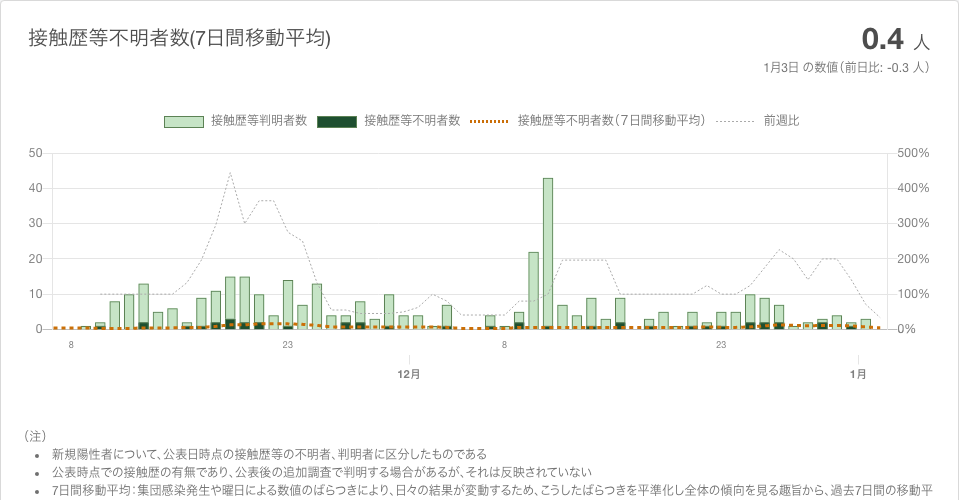 接触歴等不明者数(7日間移動平均)
0.4 人
1月3日 の数値（前日比: -0.3 人）
接触歴等判明者数 接触歴等不明者数 接触歴等不明者数（７日間移動平均） 前週比
50 500%
40 400%
30 300%
20 200%
10 100%
0 0%
8 23 8 23
12月 1月
（注）
• 新規陽性者について、公表日時点の接触歴等の不明者、判明者に区分したものである
• 公表時点での接触歴の有無であり、公表後の追加調査で判明する場合があるが、それは反映されていない
• 7日間移動平均：集団感染発生や曜日による数値のばらつきにより、日々の結果が変動するため、こうしたばらつきを平準化し全体の傾向を見る趣旨から、過去7日間の移動平